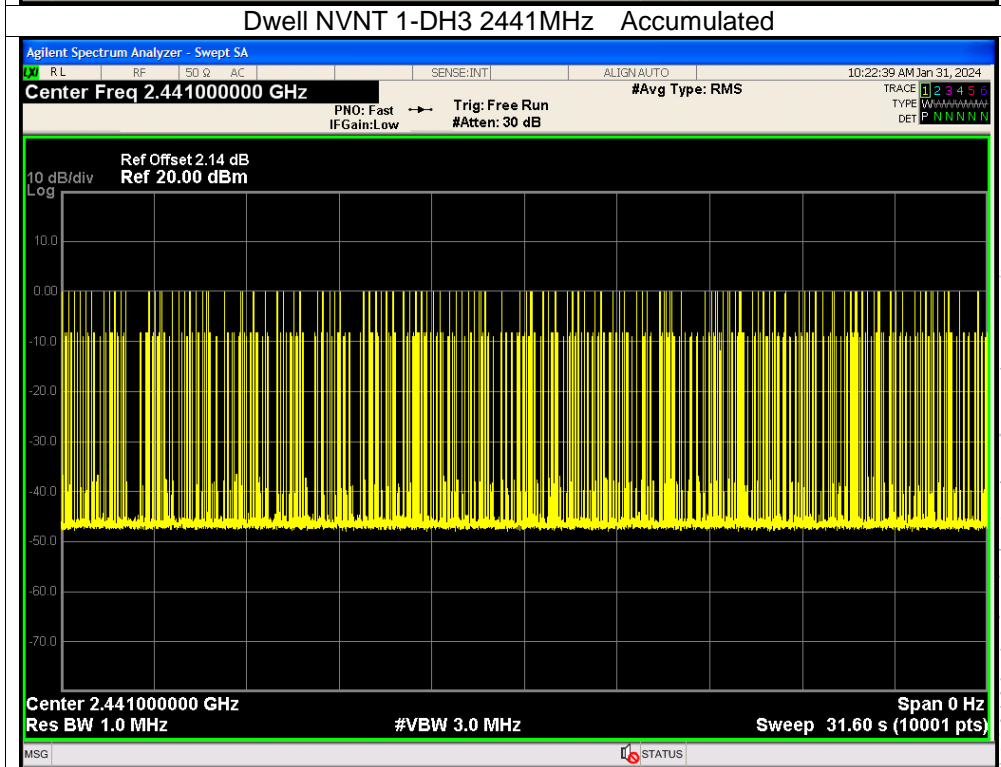 Dwell NVNT 1-DH3 2441MHz Accumulated
Agilent Spectrum Analyzer - Swept SA
LXI RL RF 50 Ω AC SENSE:INT ALIGN AUTO 10:22:39 AM Jan 31, 2024
Center Freq 2.441000000 GHz #Avg Type: RMS TRACE 1 2 3 4 5 6
PNO: Fast Trig: Free Run TYPE WWWWWW
IFGain:Low #Atten: 30 dB DET P N N N N N
Ref Offset 2.14 dB
10 dB/div Ref 20.00 dBm
Log
10.0
0.00
-10.0
-20.0
-30.0
-40.0
-50.0
-60.0
-70.0
Center 2.441000000 GHz Span 0 Hz
Res BW 1.0 MHz #VBW 3.0 MHz Sweep 31.60 s (10001 pts)
MSG STATUS